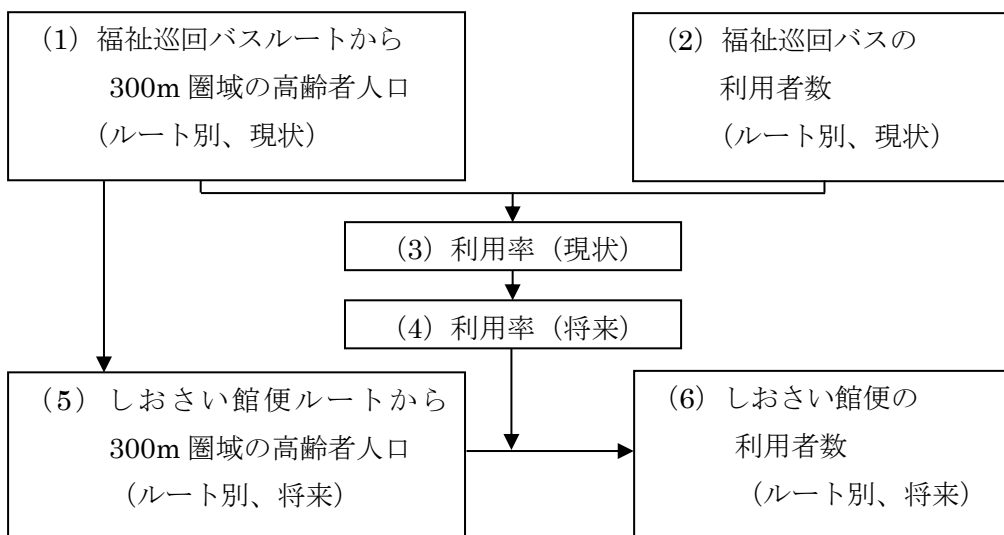 (1)福祉巡回バスルートから
300m 圏域の高齢者人口
(ルート別、現状)
(2)福祉巡回バスの
利用者数
(ルート別、現状)
(3)利用率(現状)
(4)利用率(将来)
(5)しおさい館便ルートから
300m 圏域の高齢者人口
(ルート別、将来)
(6)しおさい館便の
利用者数
(ルート別、将来)